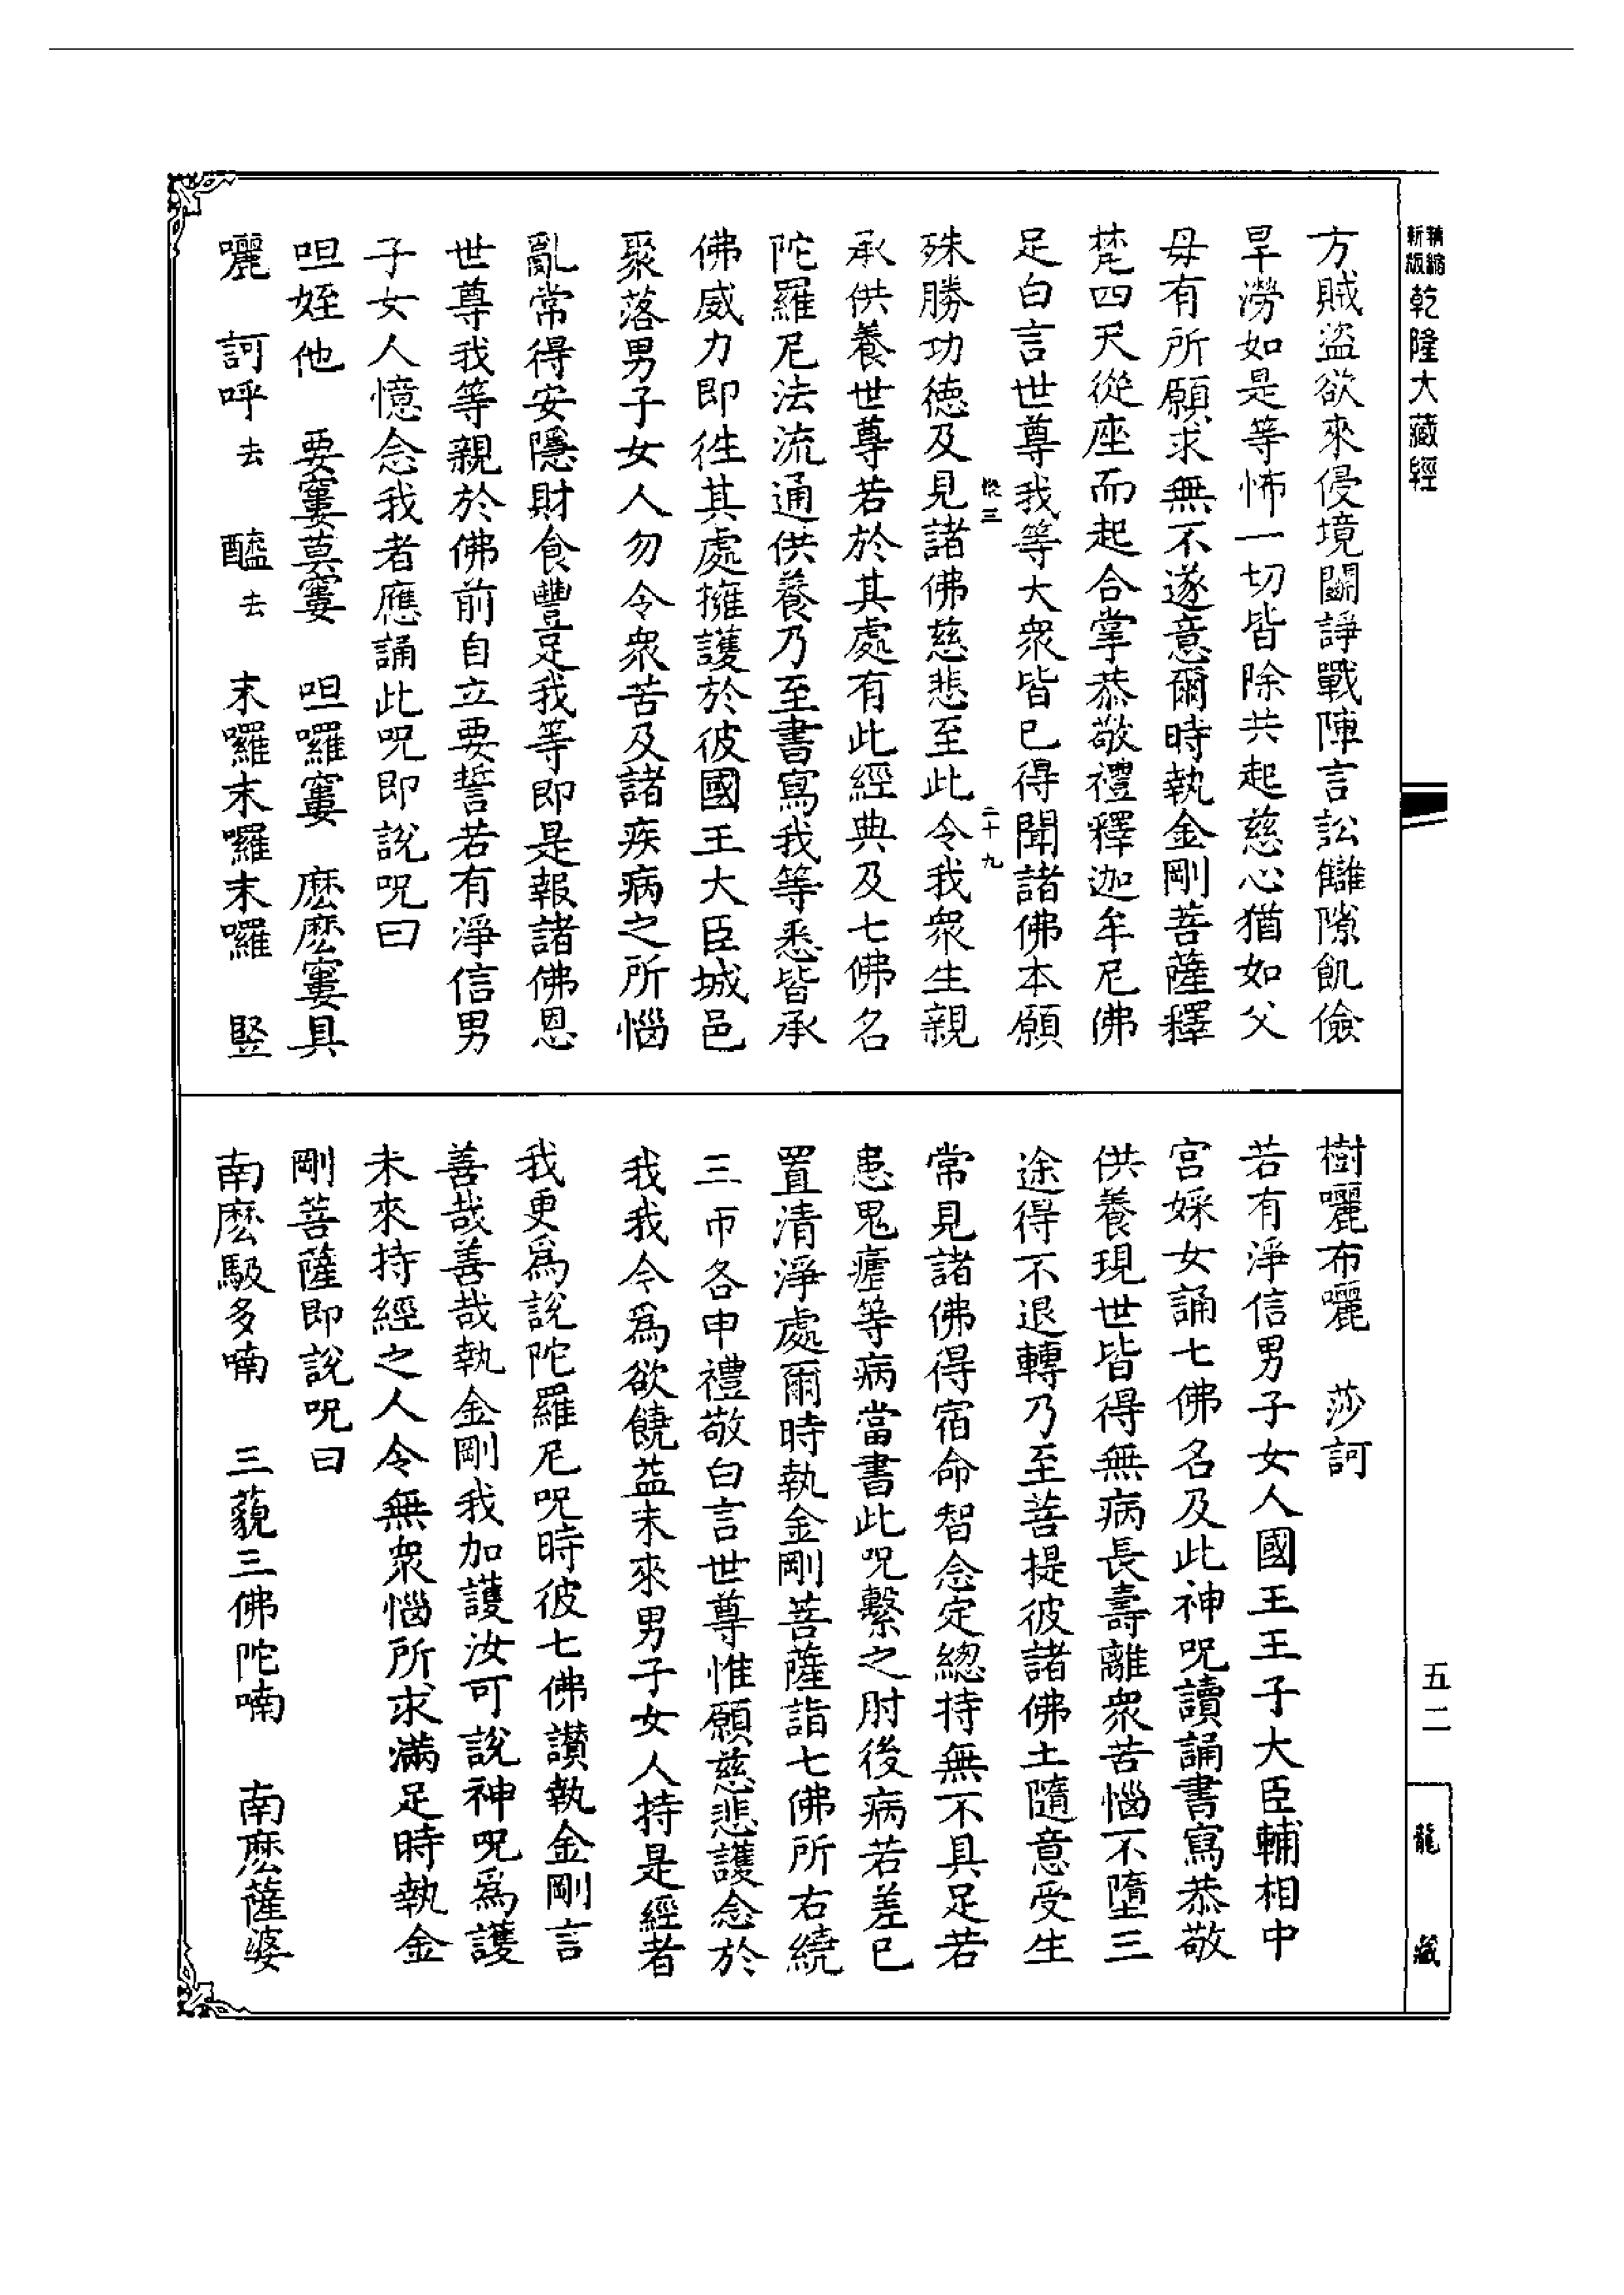 精縮
新版
乾隆大藏經
方賊盜欲來侵境鬬諍戰陣言訟讎隙飢儉
旱澇如是等怖一切皆除共起慈心猶如父
母有所願求無不遂意爾時執金剛菩薩釋
梵四天從座而起合掌恭敬禮釋迦牟尼佛
足白言世尊我等大眾皆已得聞諸佛本願
三 二十九
殊勝功德及見諸佛慈悲至此令我眾生親
承供養世尊若於其處有此經典及七佛名
陀羅尼法流通供養乃至書寫我等悉皆承
佛威力即往其處擁護於彼國王大臣城邑
聚落男子女人勿令眾苦及諸疾病之所惱
亂常得安隱財食豐足我等即是報諸佛恩
世尊我等親於佛前自立要誓若有淨信男
子女人憶念我者應誦此呪即說呪曰
呾姪他 要窶莫窶 呾囉窶 麽麽窶具
囇 訶呼去 醯去 末囉末囉末囉 豎
樹囇布囇 莎訶
若有淨信男子女人國王王子大臣輔相中
宮婇女誦七佛名及此神呪讀誦書寫恭敬
供養現世皆得無病長壽離眾苦惱不墮三
途得不退轉乃至菩提彼諸佛土隨意受生
常見諸佛得宿命智念定總持無不具足若
患鬼瘧等病當書此呪繫之肘後病若差已
置清淨處爾時執金剛菩薩詣七佛所右繞
三帀各申禮敬白言世尊惟願慈悲護念於
我我今為欲饒益未來男子女人持是經者
我更為說陀羅尼呪時彼七佛讚執金剛言
善哉善哉執金剛我加護汝可說神呪為護
未來持經之人令無眾惱所求滿足時執金
剛菩薩即說呪曰
南麽馺多喃 三藐三佛陀喃 南麽薩婆
五二
龍 藏